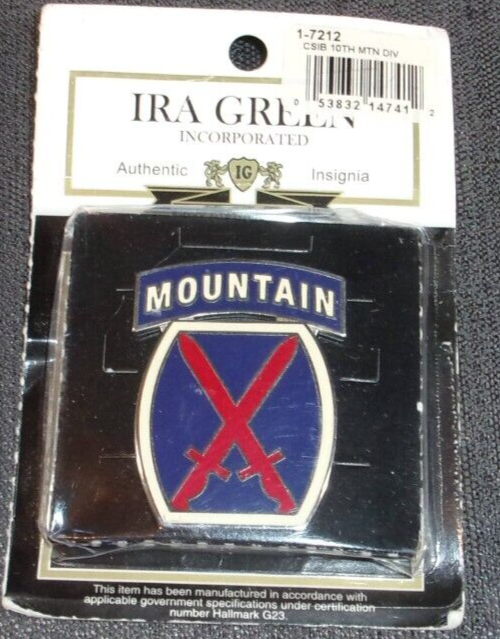 1-7212
CSIB 10TH MTN DIV
0 53832 14741 2
IRA GREEN
INCORPORATED
Authentic IG Insignia
MOUNTAIN
This item has been manufactured in accordance with
applicable government specifications under certification
number Hallmark G23.